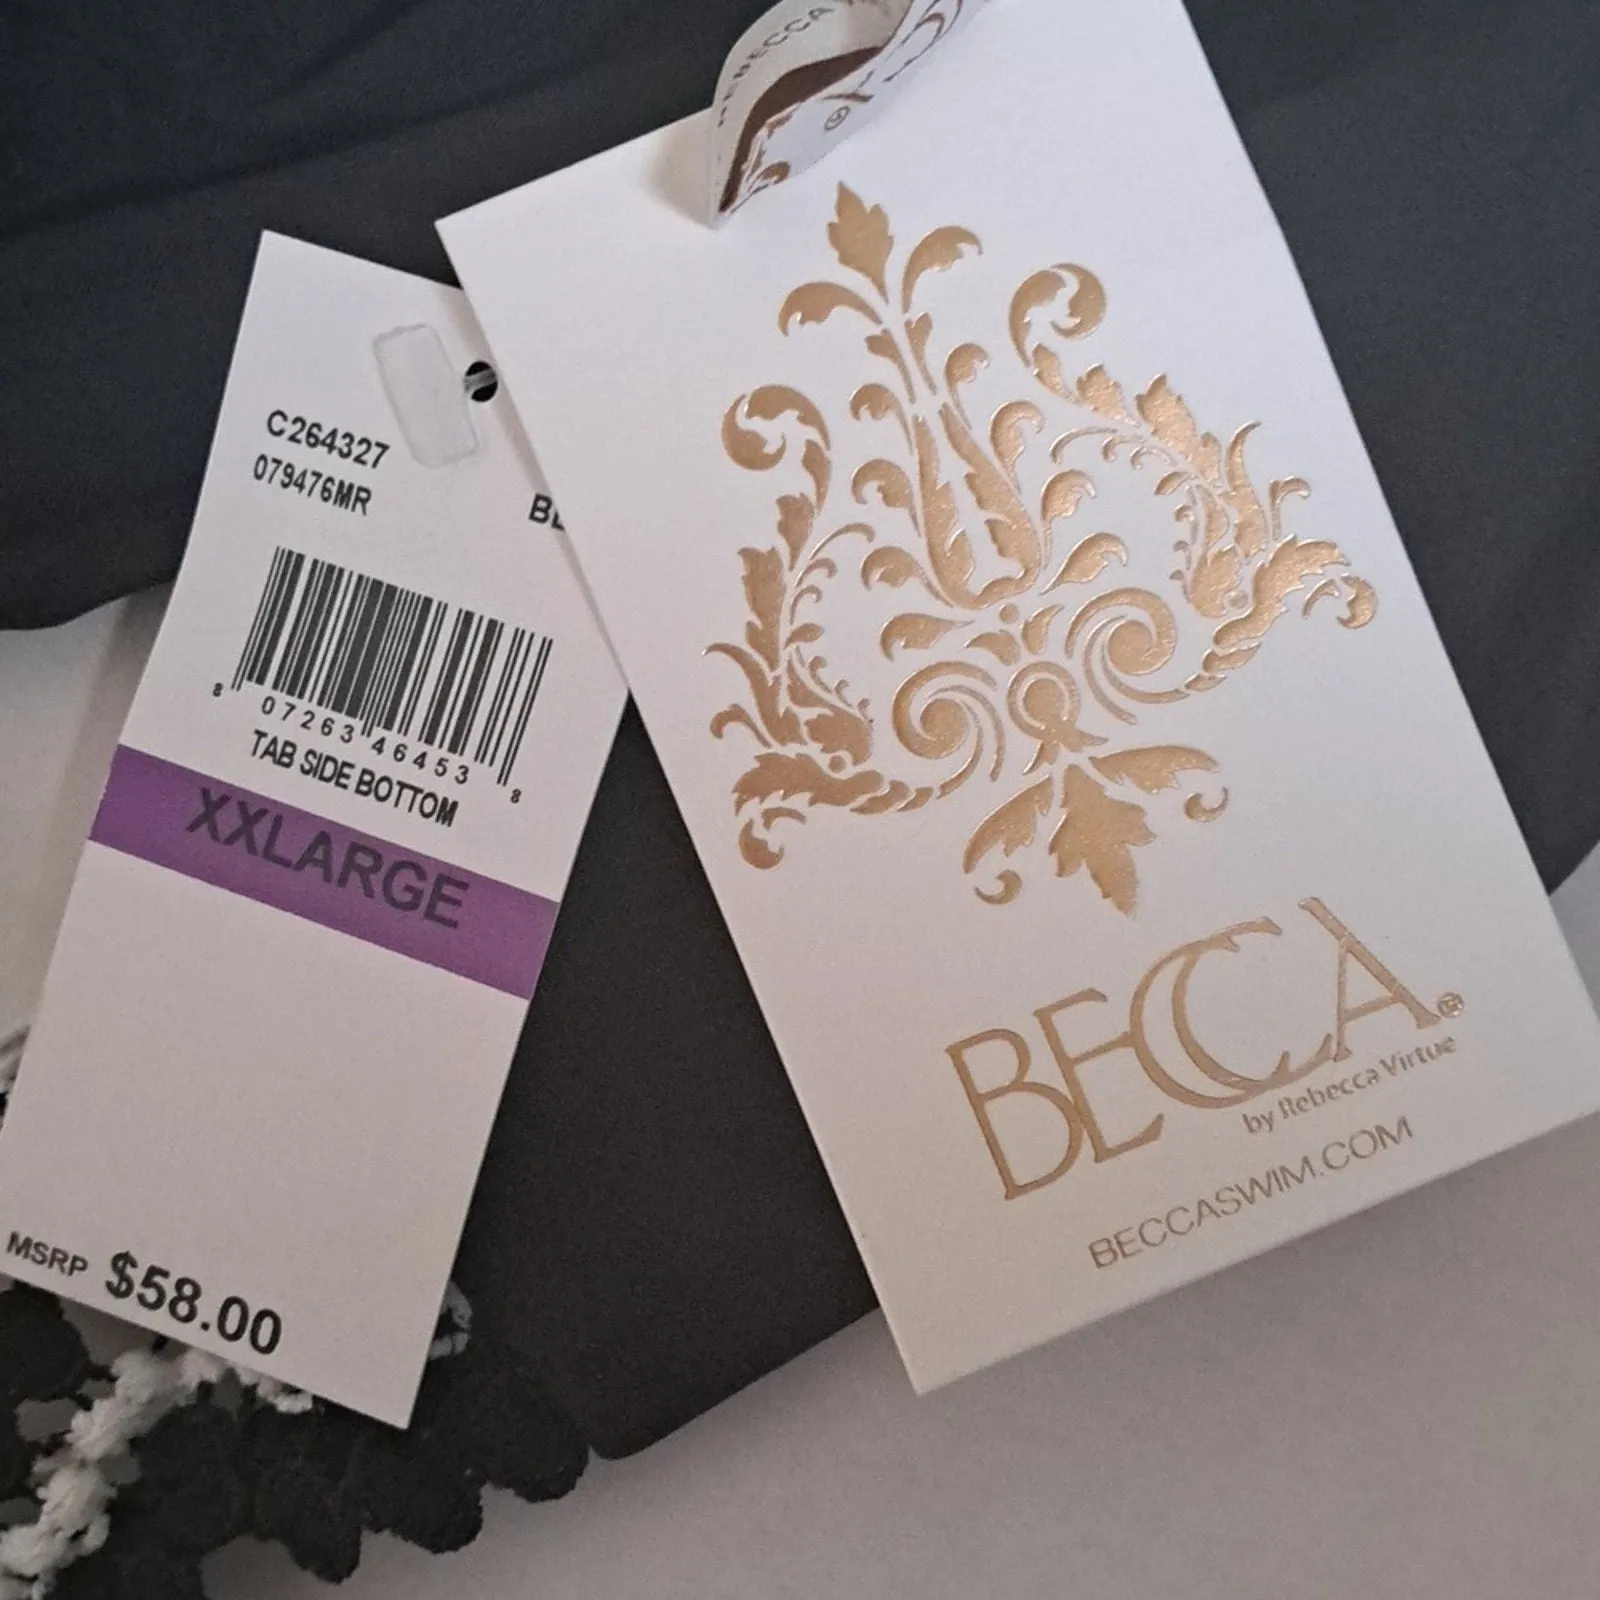 C264327
079476MR
8 07263 46453 8
TAB SIDE BOTTOM
XXLARGE
MSRP $58.00
REBECCA
BECCA®
by Rebecca Virtue
BECCASWIM.COM